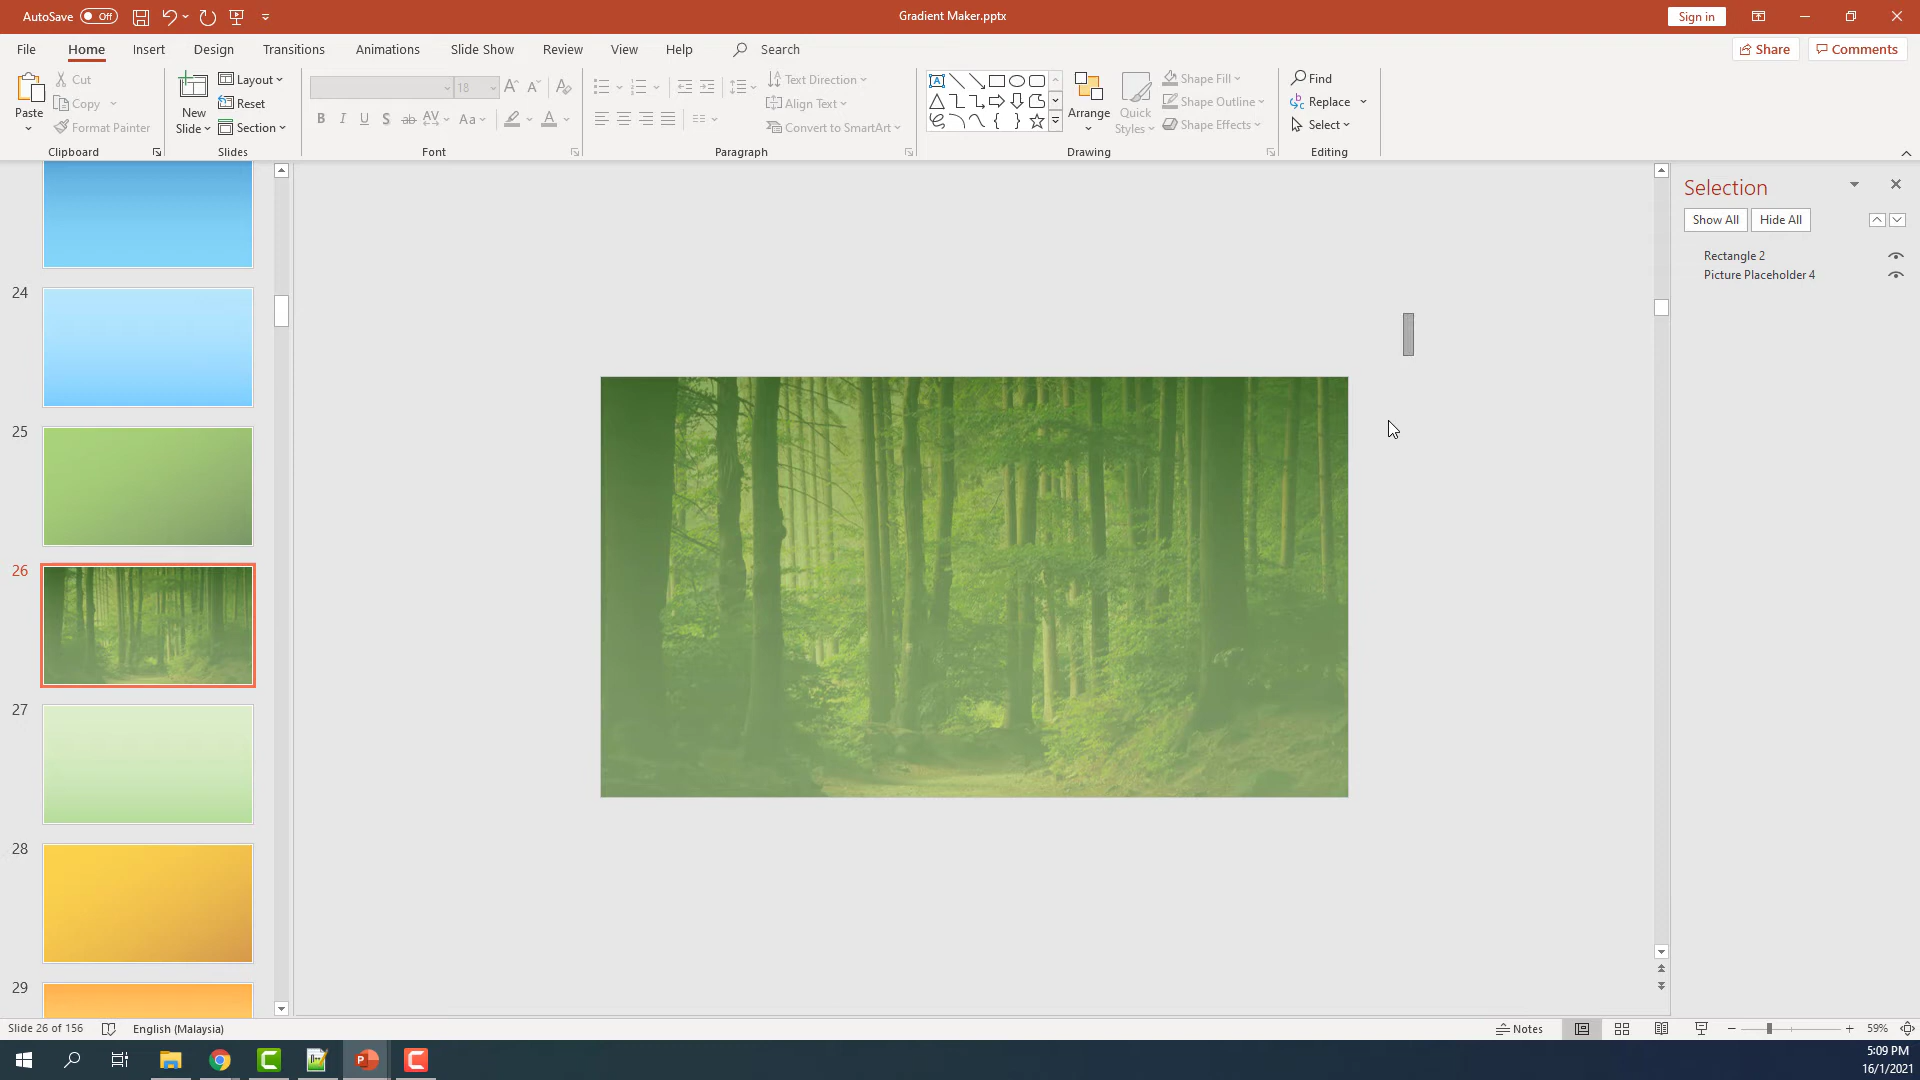 AutoSave Off
Gradient Maker.pptx
Sign in
File Home Insert Design Transitions Animations Slide Show Review View Help Search
Share Comments
Paste
Cut
Copy
Format Painter
Clipboard
New
Slide
Layout
Reset
Section
Slides
18
B I U S ab AV Aa A
Font
Text Direction
Align Text
Convert to SmartArt
Paragraph
Arrange
Quick
Styles
Shape Fill
Shape Outline
Shape Effects
Drawing
Find
Replace
Select
Editing
24
25
26
27
28
29
Selection
Show All Hide All
Rectangle 2
Picture Placeholder 4
Slide 26 of 156 English (Malaysia)
Notes
59%
5:09 PM
16/1/2021